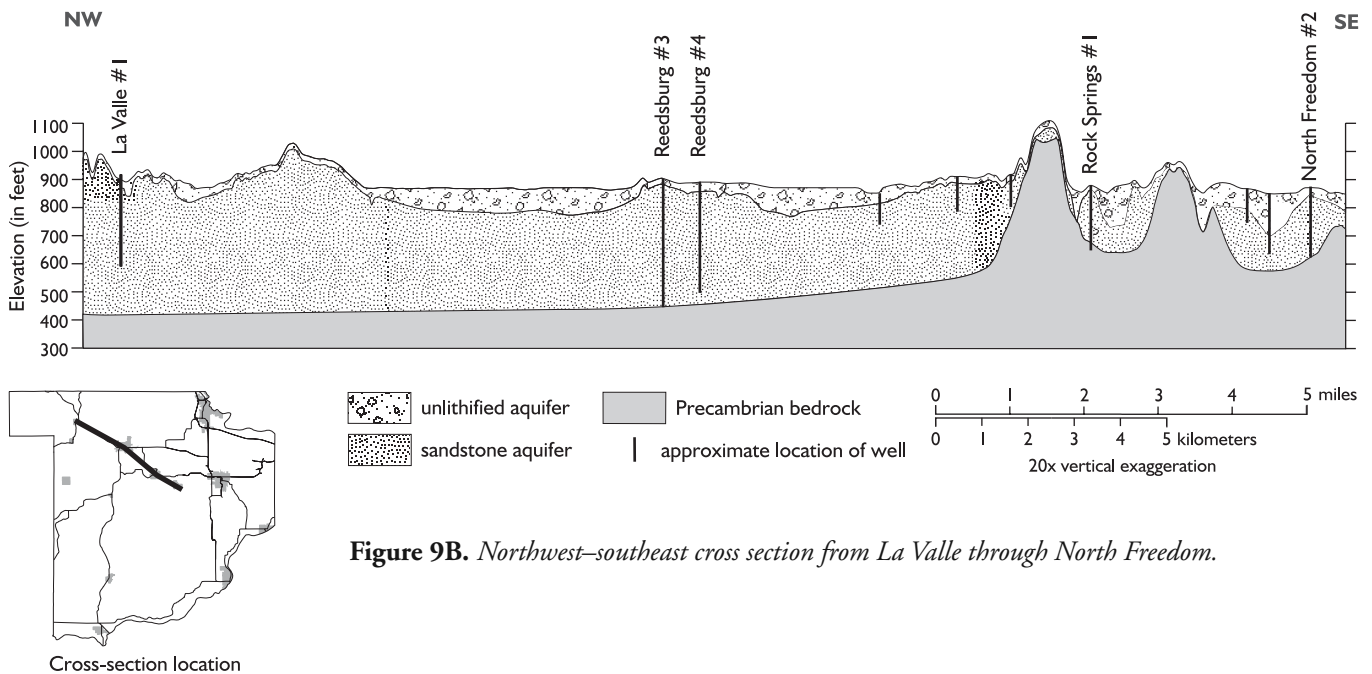 NW
SE
La Valle #1
Reedsburg #3
Reedsburg #4
Rock Springs #1
North Freedom #2
Elevation (in feet)
1100
1000
900
800
700
600
500
400
300
unlithified aquifer
sandstone aquifer
Precambrian bedrock
approximate location of well
0 1 2 3 4 5 miles
0 1 2 3 4 5 kilometers
20x vertical exaggeration
Figure 9B. Northwest–southeast cross section from La Valle through North Freedom.
Cross-section location